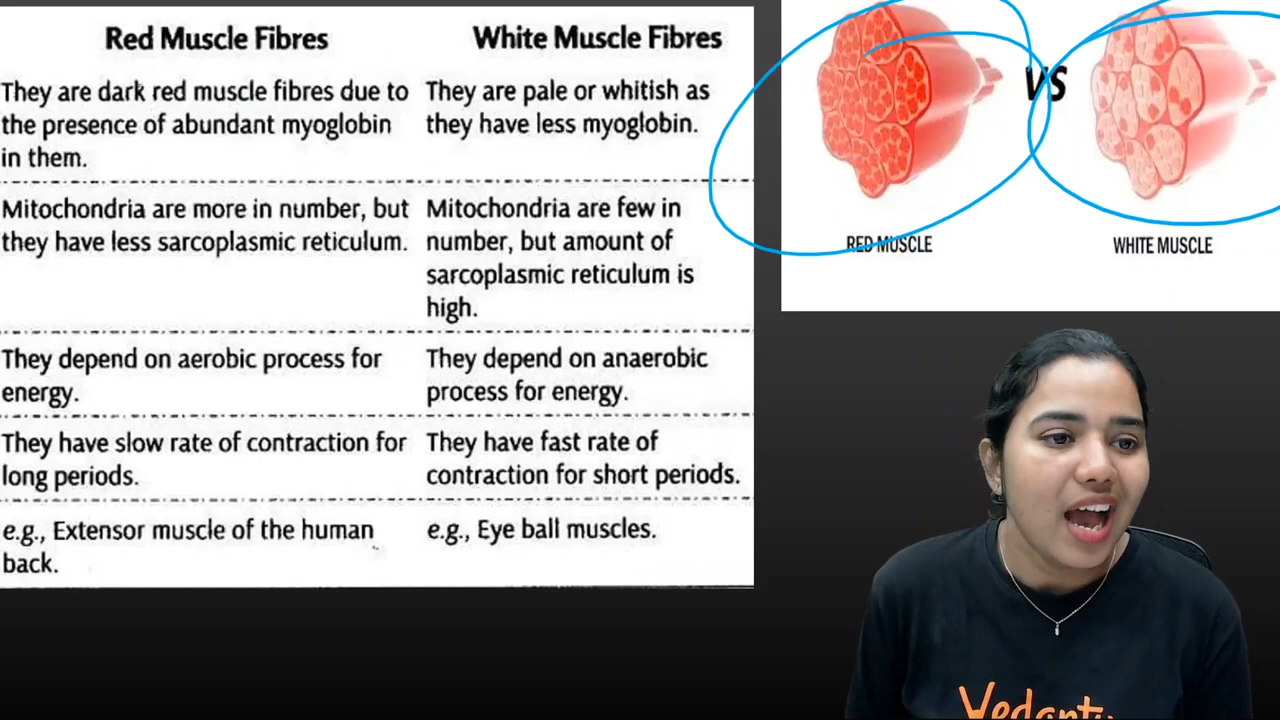 Red Muscle Fibres
White Muscle Fibres
They are dark red muscle fibres due to
the presence of abundant myoglobin
in them.
They are pale or whitish as
they have less myoglobin.
Mitochondria are more in number, but
they have less sarcoplasmic reticulum.
Mitochondria are few in
number, but amount of
sarcoplasmic reticulum is
high.
They depend on aerobic process for
energy.
They depend on anaerobic
process for energy.
They have slow rate of contraction for
long periods.
They have fast rate of
contraction for short periods.
e.g., Extensor muscle of the human
back.
e.g., Eye ball muscles.
VS
RED MUSCLE
WHITE MUSCLE